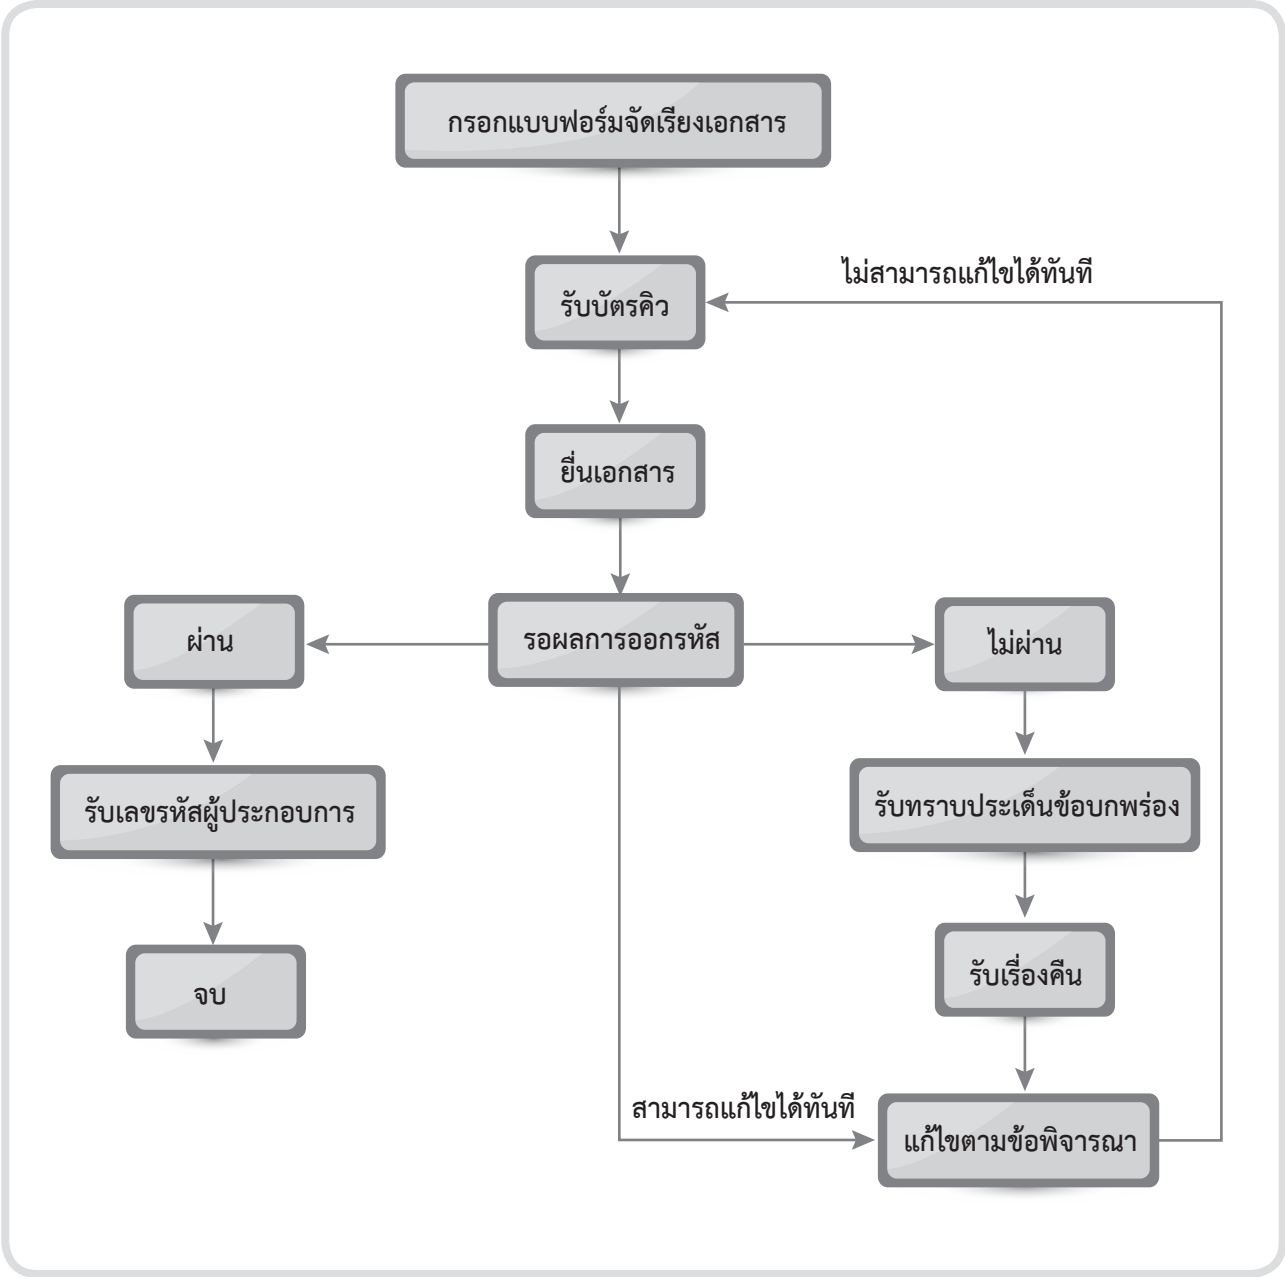 กรอกแบบฟอร์มจัดเรียงเอกสาร
ไม่สามารถแก้ไขได้ทันที
รับบัตรคิว
ยื่นเอกสาร
ผ่าน
รอผลการออกรหัส
ไม่ผ่าน
รับเลขรหัสผู้ประกอบการ
รับทราบประเด็นข้อบกพร่อง
จบ
รับเรื่องคืน
สามารถแก้ไขได้ทันที
แก้ไขตามข้อพิจารณา